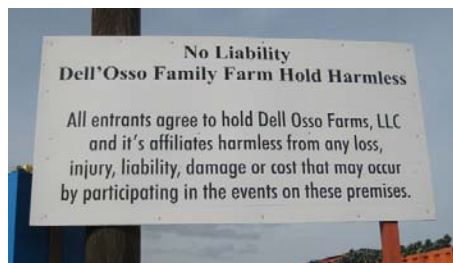 No Liability
Dell'Osso Family Farm Hold Harmless
All entrants agree to hold Dell Osso Farms, LLC
and it's affiliates harmless from any loss,
injury, liability, damage or cost that may occur
by participating in the events on these premises.